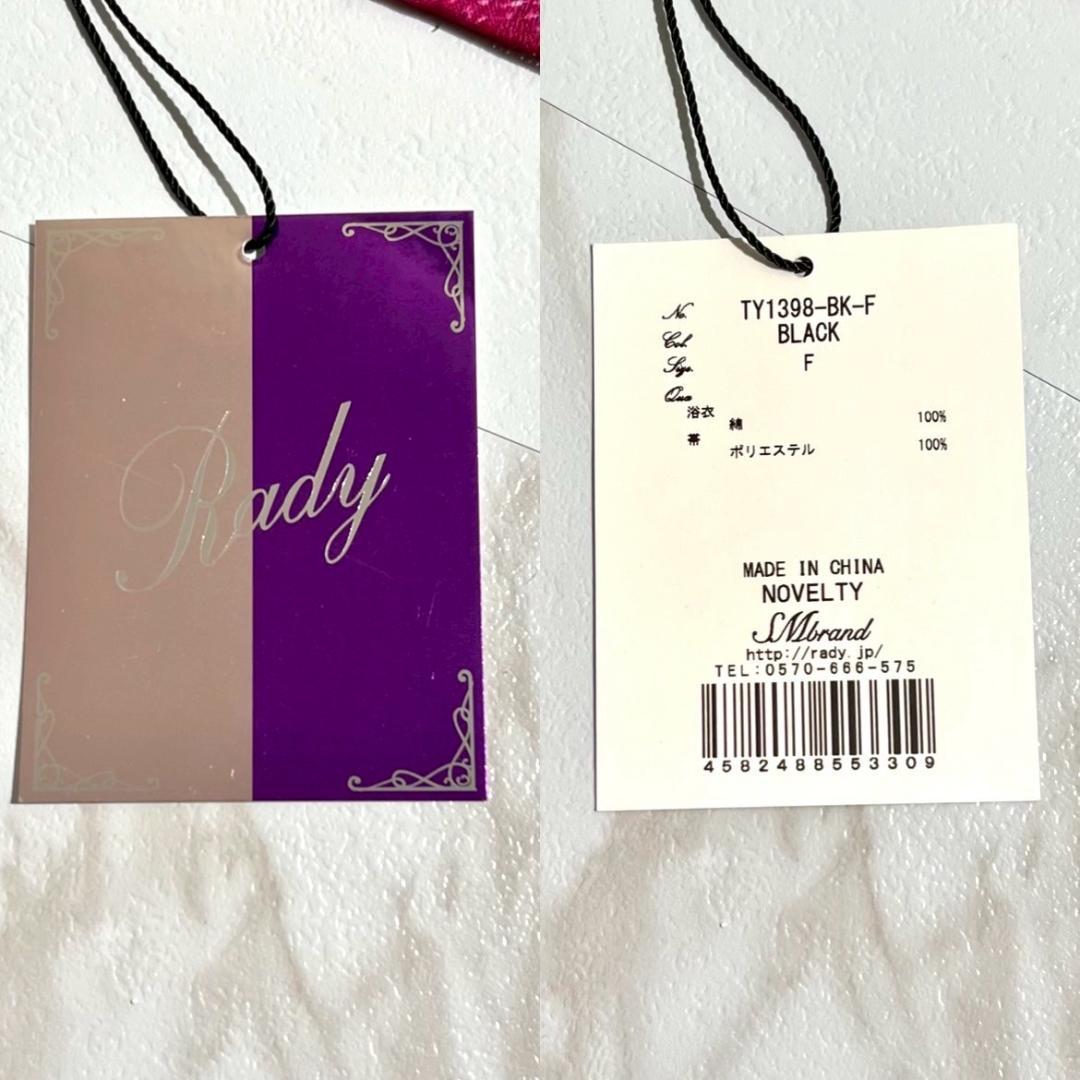 Rady
No. TY1398-BK-F
Col. BLACK
Size. F
Qua
浴衣 綿 100%
帯 ポリエステル 100%
MADE IN CHINA
NOVELTY
SMbrand
http://rady.jp/
TEL:0570-666-575
4582488553309